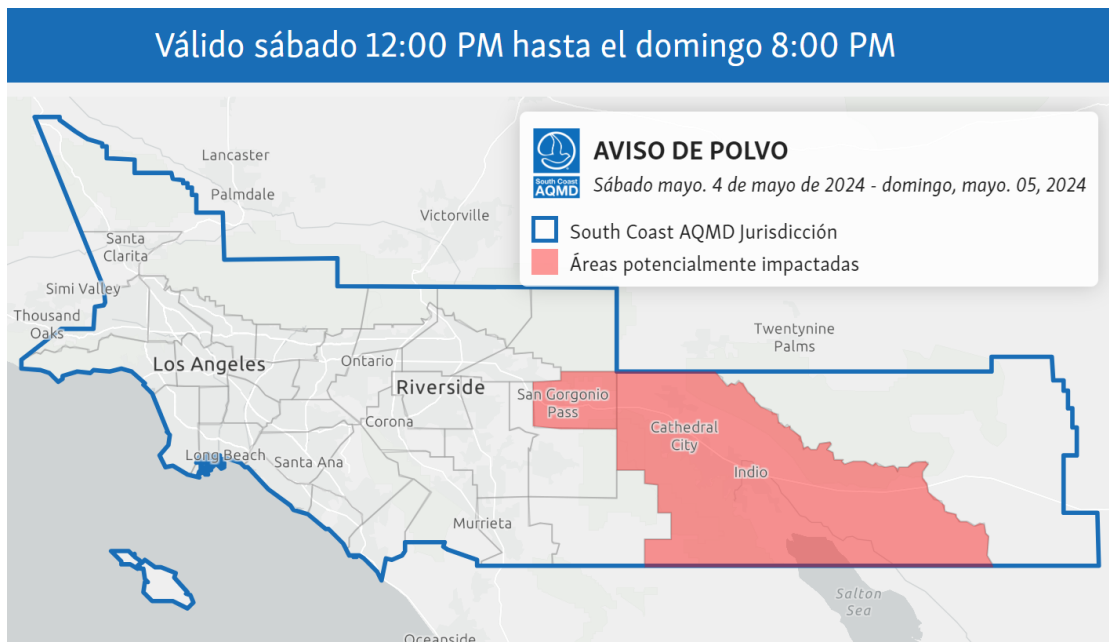 Válido sábado 12:00 PM hasta el domingo 8:00 PM
South Coast
AQMD
AVISO DE POLVO
Sábado mayo. 4 de mayo de 2024 - domingo, mayo. 05, 2024
South Coast AQMD Jurisdicción
Áreas potencialmente impactadas
Lancaster
Palmdale
Victorville
Santa
Clarita
Simi Valley
Thousand
Oaks
Twentynine
Palms
Los Angeles
Ontario
Riverside
San Gorgonio
Pass
Corona
Cathedral
City
Long Beach
Santa Ana
Indio
Murrieta
Salton
Sea
Oceanside